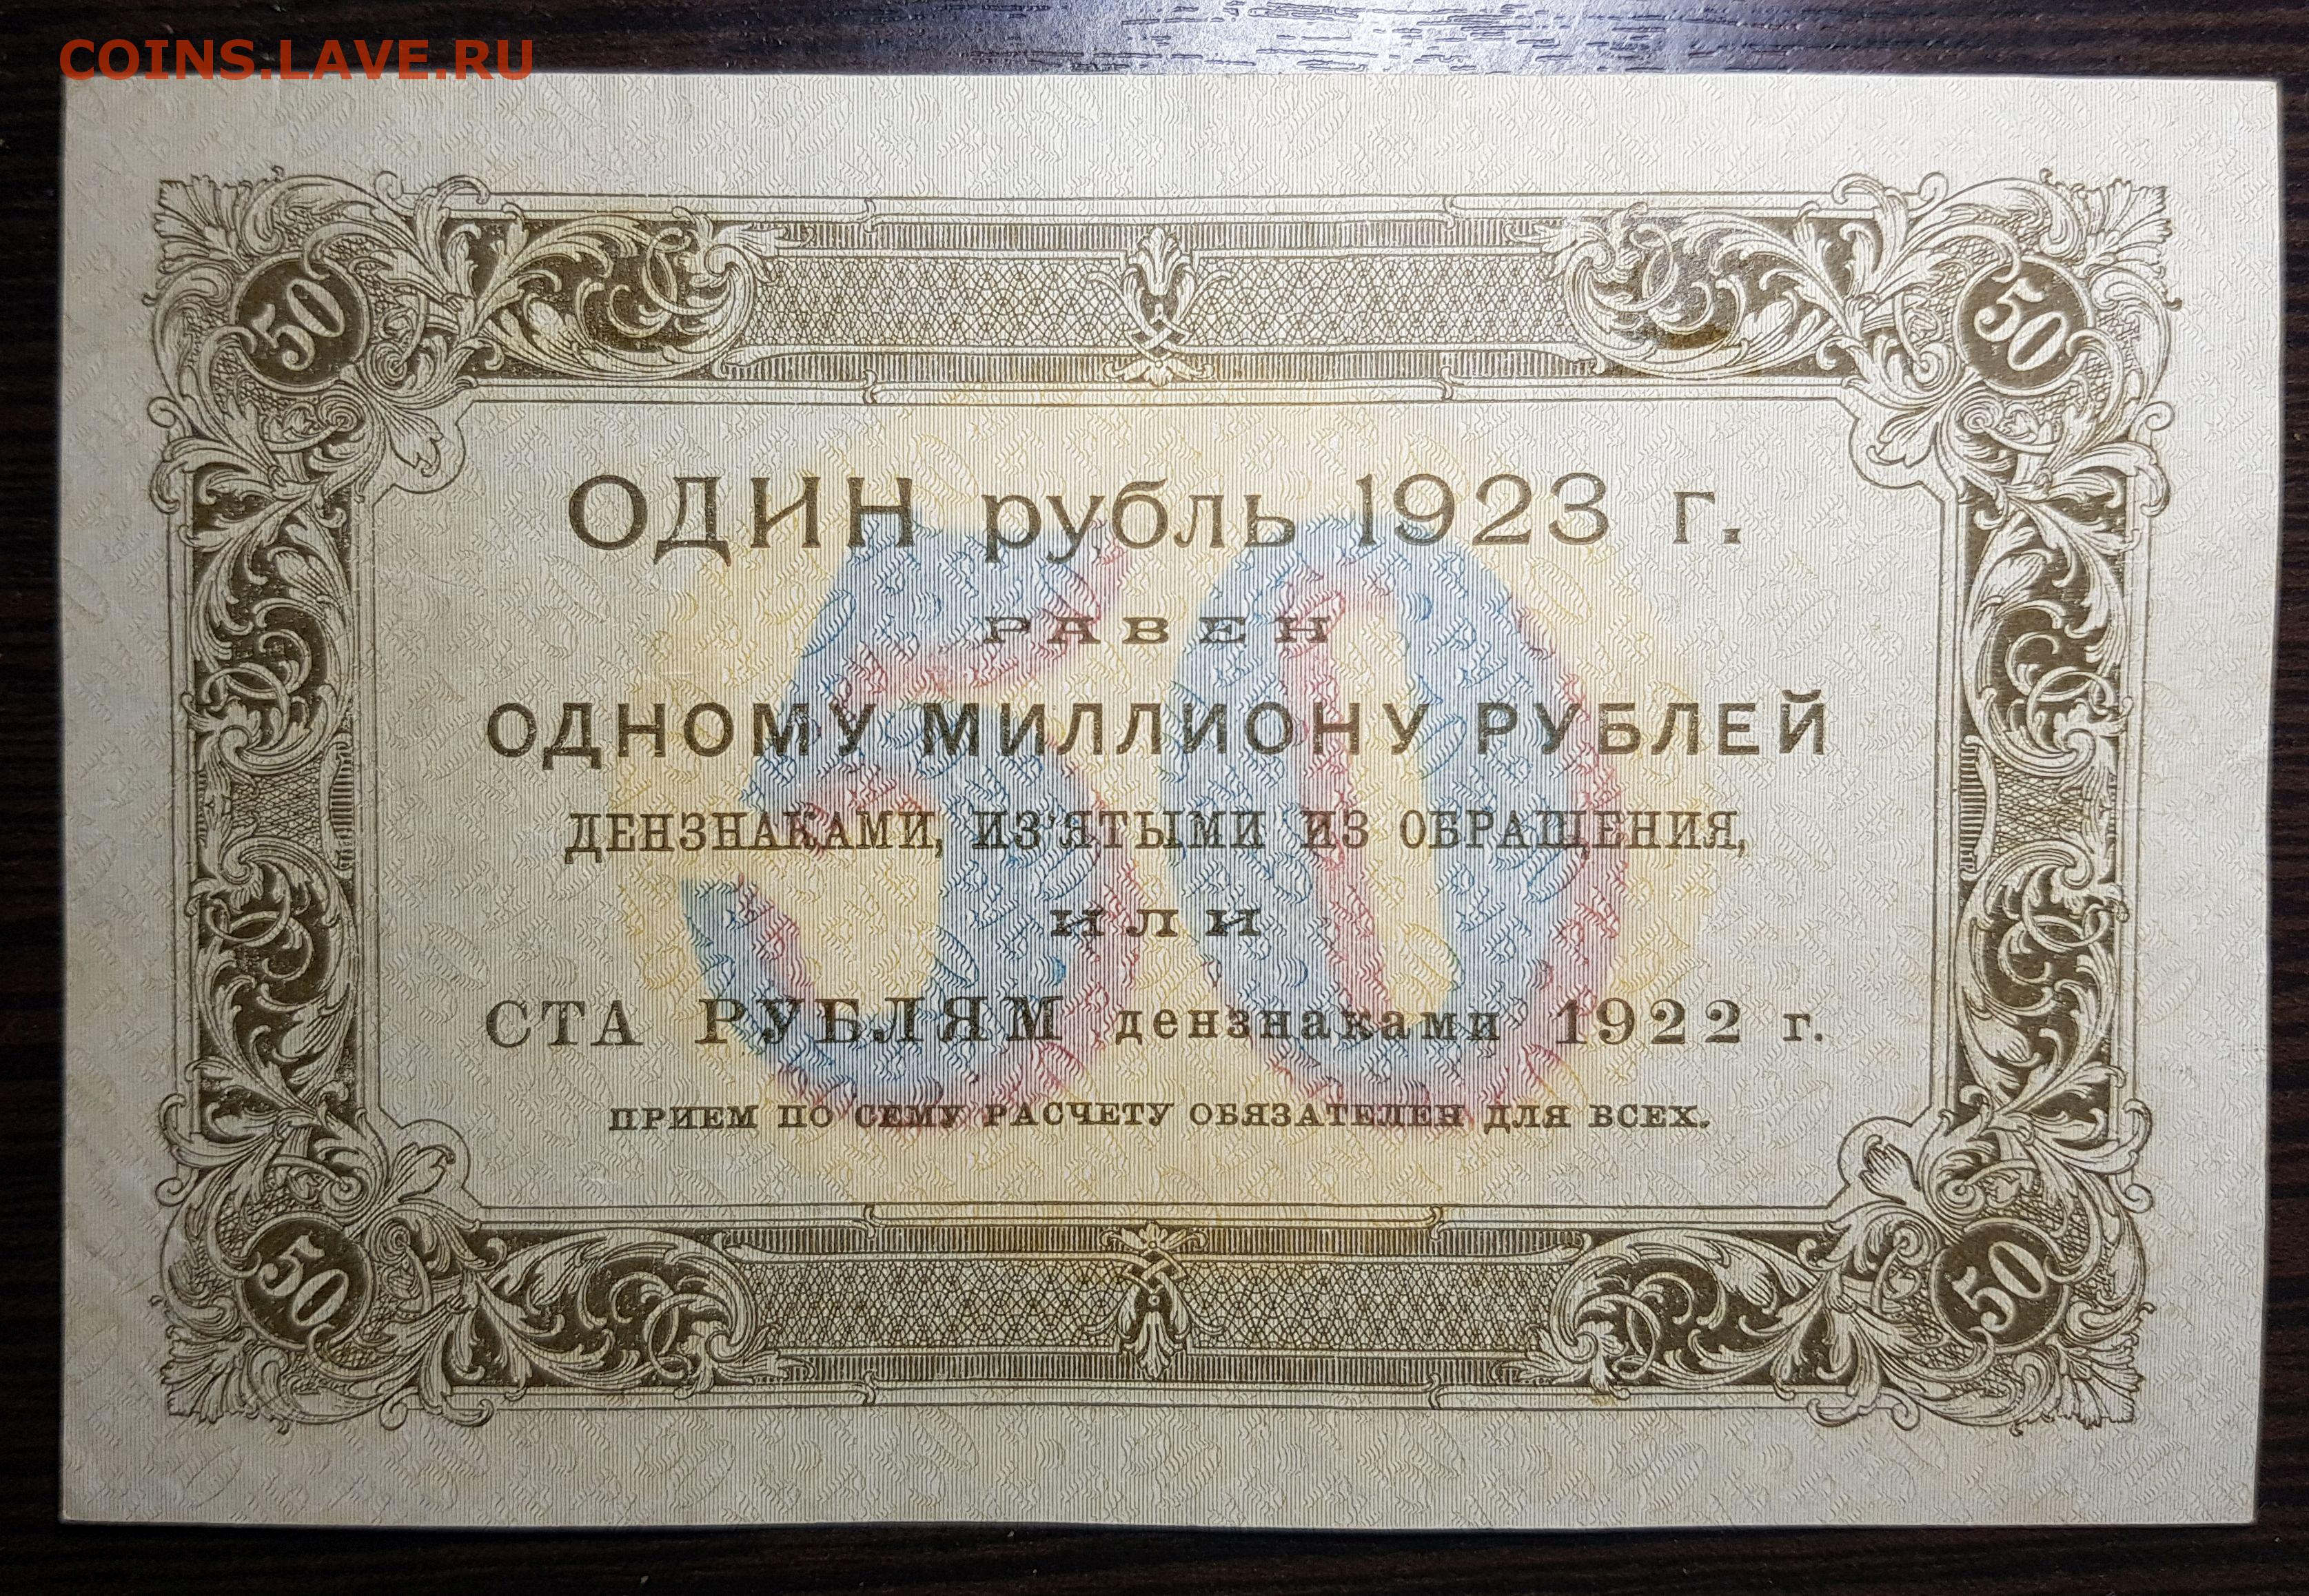 COINS.LAVE.RU
50
50
50
ОДИН рубль 1923 г.
РАВЕН
ОДНОМУ МИЛЛИОНУ РУБЛЕЙ
ДЕНЗНАКАМИ, ИЗ'ЯТЫМИ ИЗ ОБРАЩЕНИЯ,
ИЛИ
СТА РУБЛЯМ дензнаками 1922 г.
ПРИЕМ ПО СЕМУ РАСЧЕТУ ОБЯЗАТЕЛЕН ДЛЯ ВСЕХ.
50
50